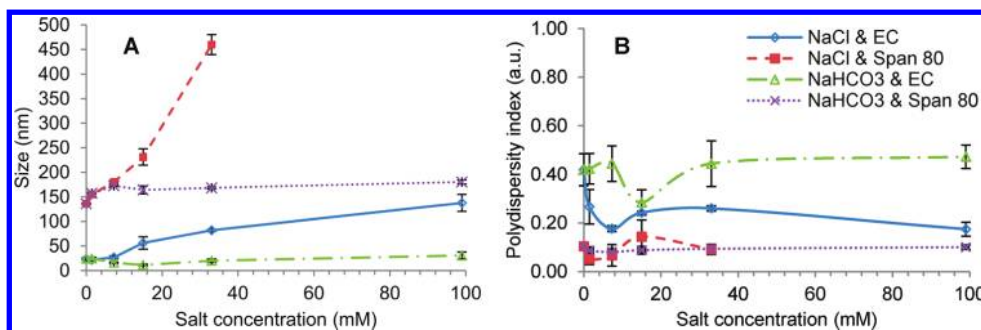 A
Size (nm)
500
450
400
350
300
250
200
150
100
50
0
0 20 40 60 80 100
Salt concentration (mM)
B
NaCl & EC
NaCl & Span 80
NaHCO3 & EC
NaHCO3 & Span 80
Polydispersity index (a.u.)
1.00
0.80
0.60
0.40
0.20
0.00
0 20 40 60 80 100
Salt concentration (mM)